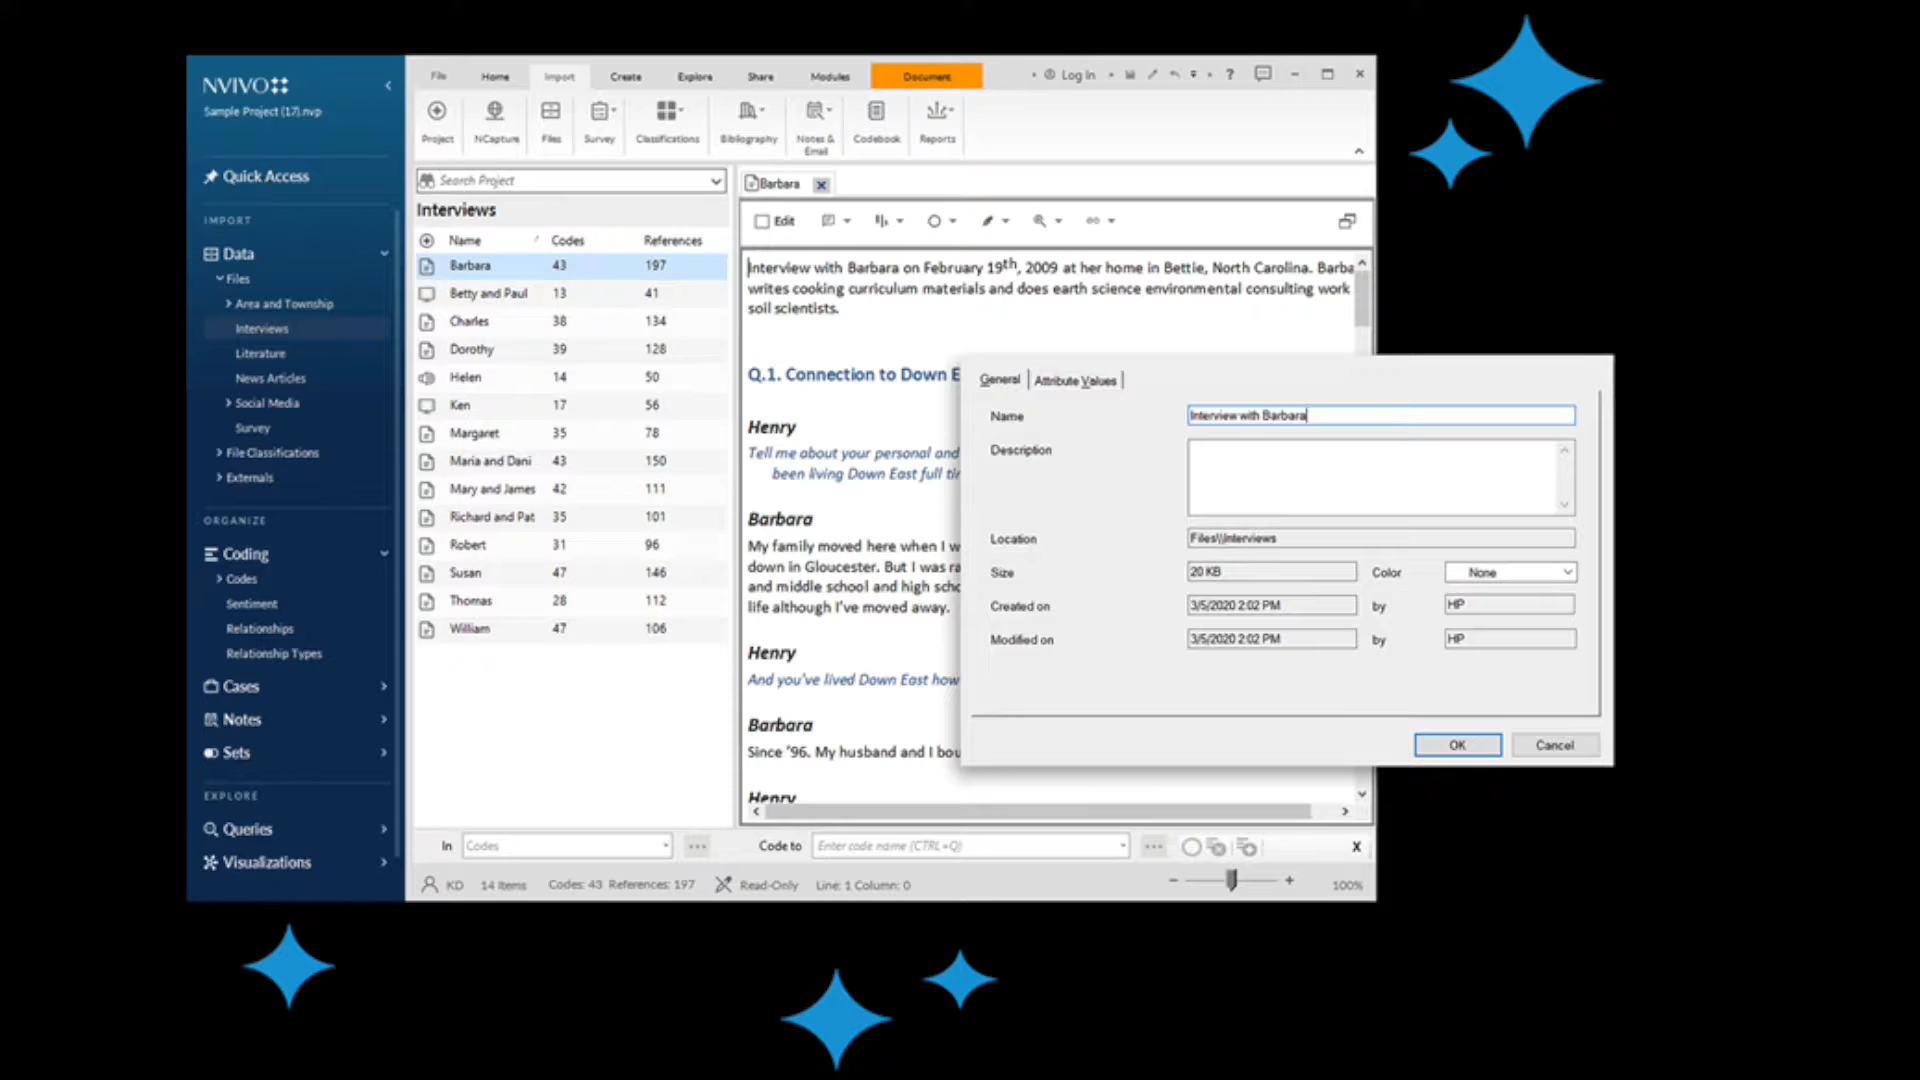 NVIVO
Sample Project (17).nvp
Quick Access
IMPORT
Data
Files
Area and Township
Interviews
Literature
News Articles
Social Media
Survey
File Classifications
Externals
ORGANIZE
Coding
Codes
Sentiment
Relationships
Relationship Types
Cases
Notes
Sets
EXPLORE
Queries
Visualizations
File Home Import Create Explore Share Modules Document Log In ?
Project NCapture Files Survey Classifications Bibliography Notes & Email Codebook Reports
Search Project
Interviews
Name Codes References
Barbara 43 197
Betty and Paul 13 41
Charles 38 134
Dorothy 39 128
Helen 14 50
Ken 17 56
Margaret 35 78
Maria and Dani 43 150
Mary and James 42 111
Richard and Pat 35 101
Robert 31 96
Susan 47 146
Thomas 28 112
William 47 106
Barbara
Edit
Interview with Barbara on February 19th, 2009 at her home in Bettie, North Carolina. Barba
writes cooking curriculum materials and does earth science environmental consulting work
soil scientists.
Q.1. Connection to Down E
Henry
Tell me about your personal and
been living Down East full tir
Barbara
My family moved here when I w
down in Gloucester. But I was ra
and middle school and high scho
life although I've moved away.
Henry
And you've lived Down East how
Barbara
Since '96. My husband and I bou
Henry
General Attribute Values
Name Interview with Barbara
Description
Location Files\\Interviews
Size 20 KB Color None
Created on 3/5/2020 2:02 PM by HP
Modified on 3/5/2020 2:02 PM by HP
OK Cancel
In Codes Code to Enter code name (CTRL+Q) X
KD 14 Items Codes: 43 References: 197 Read-Only Line: 1 Column: 0 100%